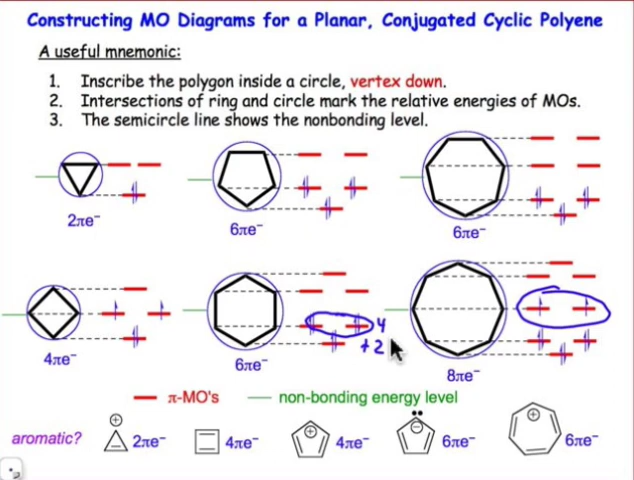 Constructing MO Diagrams for a Planar, Conjugated Cyclic Polyene
A useful mnemonic:
1. Inscribe the polygon inside a circle, vertex down.
2. Intersections of ring and circle mark the relative energies of MOs.
3. The semicircle line shows the nonbonding level.
2πe⁻
6πe⁻
6πe⁻
4
+2
4πe⁻
6πe⁻
8πe⁻
π-MO's
non-bonding energy level
aromatic?
⊕
2πe⁻
4πe⁻
⊕
4πe⁻
⊖
6πe⁻
⊕
6πe⁻